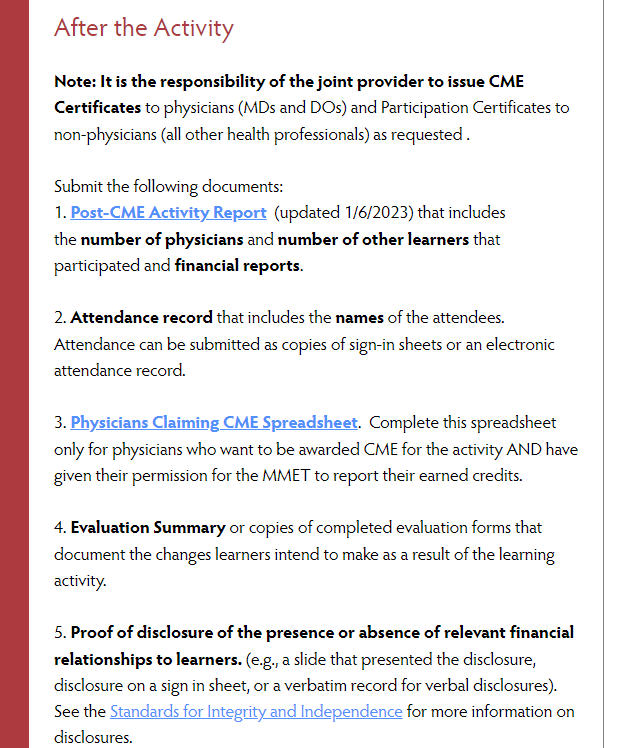 After the Activity
Note: It is the responsibility of the joint provider to issue CME
Certificates to physicians (MDs and DOs) and Participation Certificates to
non-physicians (all other health professionals) as requested .
Submit the following documents:
1. Post-CME Activity Report (updated 1/6/2023) that includes
the number of physicians and number of other learners that
participated and financial reports.
2. Attendance record that includes the names of the attendees.
Attendance can be submitted as copies of sign-in sheets or an electronic
attendance record.
3. Physicians Claiming CME Spreadsheet. Complete this spreadsheet
only for physicians who want to be awarded CME for the activity AND have
given their permission for the MMET to report their earned credits.
4. Evaluation Summary or copies of completed evaluation forms that
document the changes learners intend to make as a result of the learning
activity.
5. Proof of disclosure of the presence or absence of relevant financial
relationships to learners. (e.g., a slide that presented the disclosure,
disclosure on a sign in sheet, or a verbatim record for verbal disclosures).
See the Standards for Integrity and Independence for more information on
disclosures.